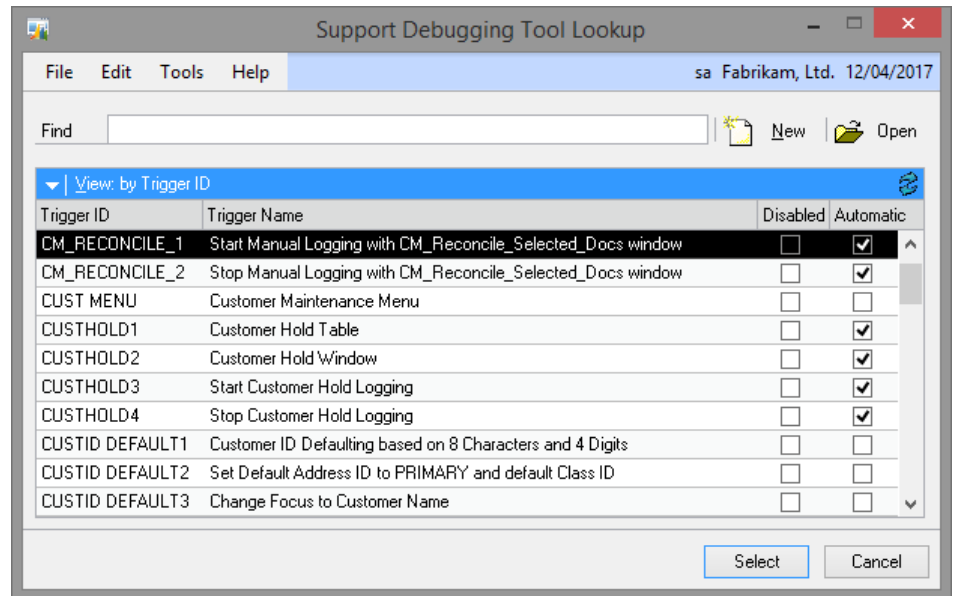 Support Debugging Tool Lookup
File Edit Tools Help sa Fabrikam, Ltd. 12/04/2017
Find New Open
View: by Trigger ID
Trigger ID Trigger Name Disabled Automatic
CM_RECONCILE_1 Start Manual Logging with CM_Reconcile_Selected_Docs window
CM_RECONCILE_2 Stop Manual Logging with CM_Reconcile_Selected_Docs window
CUST MENU Customer Maintenance Menu
CUSTHOLD1 Customer Hold Table
CUSTHOLD2 Customer Hold Window
CUSTHOLD3 Start Customer Hold Logging
CUSTHOLD4 Stop Customer Hold Logging
CUSTID DEFAULT1 Customer ID Defaulting based on 8 Characters and 4 Digits
CUSTID DEFAULT2 Set Default Address ID to PRIMARY and default Class ID
CUSTID DEFAULT3 Change Focus to Customer Name
Select Cancel